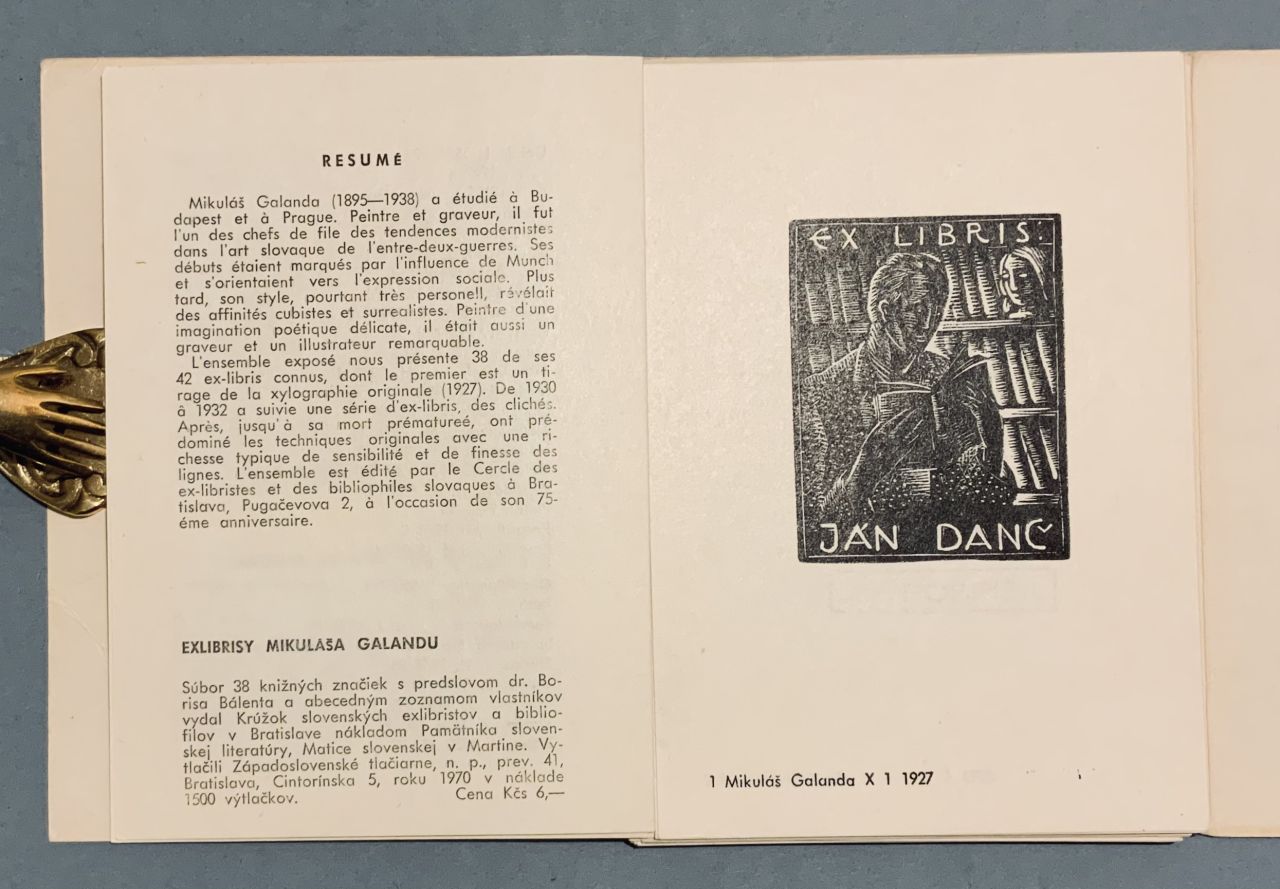 RESUMÉ
Mikuláš Galanda (1895—1938) a étudié à Bu-
dapest et à Prague. Peintre et graveur, il fut
l'un des chefs de file des tendences modernistes
dans l'art slovaque de l'entre-deux-guerres. Ses
débuts étaient marqués par l'influence de Munch
et s'orientaient vers l'expression sociale. Plus
tard, son style, pourtant très personell, révélait
des affinités cubistes et surrealistes. Peintre d'une
imagination poétique délicate, il était aussi un
graveur et un illustrateur remarquable.
L'ensemble exposé nous présente 38 de ses
42 ex-libris connus, dont le premier est un ti-
rage de la xylographie originale (1927). De 1930
à 1932 a suivie une série d'ex-libris, des clichés.
Après, jusqu'à sa mort prématureé, ont pré-
dominé les techniques originales avec une ri-
chesse typique de sensibilité et de finesse des
lignes. L'ensemble est édité par le Cercle des
ex-libristes et des bibliophiles slovaques à Bra-
tislava, Pugačevova 2, à l'occasion de son 75-
éme anniversaire.
EXLIBRISY MIKULÁŠA GALANDU
Súbor 38 knižných značiek s predslovom dr. Bo-
risa Bálenta a abecedným zoznamom vlastníkov
vydal Krúžok slovenských exlibristov a biblio-
filov v Bratislave nákladom Pamätníka sloven-
skej literatúry, Matice slovenskej v Martine. Vy-
tlačili Západoslovenské tlačiarne, n. p., prev. 41,
Bratislava, Cintorínska 5, roku 1970 v náklade
1500 výtlačkov. Cena Kčs 6,—
EX LIBRIS:
JÁN DANČ
1 Mikuláš Galanda X 1 1927